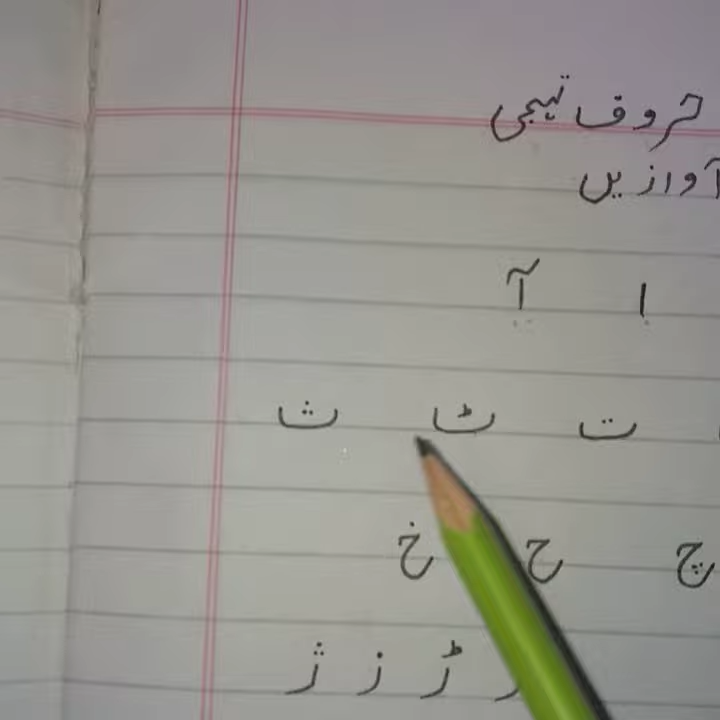 حروف تہجی
آوازیں
ا آ
ت ٹ ث
چ ح خ
ر ڑ ز ژ